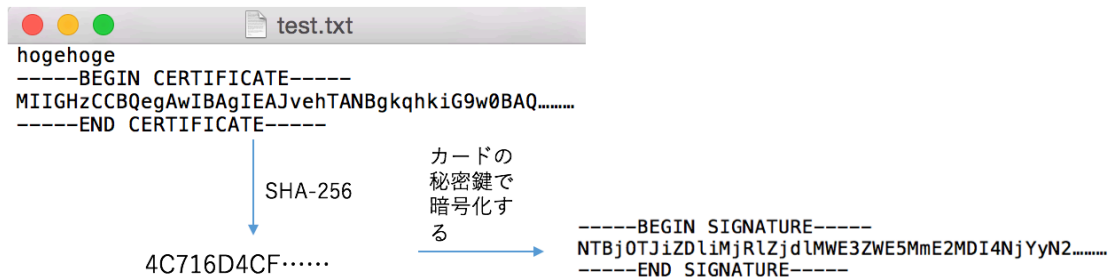 test.txt
hogehoge
-----BEGIN CERTIFICATE-----
MIIGHzCCBQegAwIBAgIEAJvehTANBgkqhkiG9w0BAQ………
-----END CERTIFICATE-----
SHA-256
カードの
秘密鍵で
暗号化す
る
4C716D4CF……
-----BEGIN SIGNATURE-----
NTBjOTJiZDliMjRlZjdlMWE3ZWE5MmE2MDI4NjYyN2………
-----END SIGNATURE-----